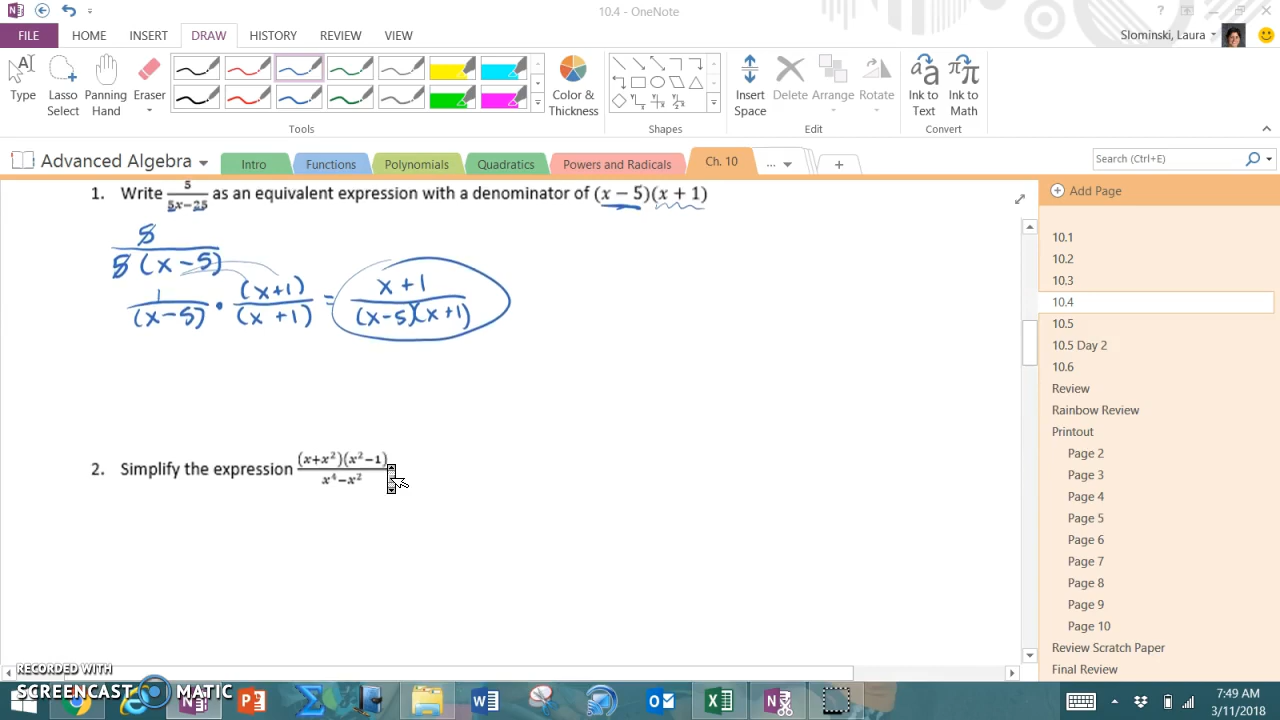 10.4 - OneNote
Slominski, Laura
FILE HOME INSERT DRAW HISTORY REVIEW VIEW
Type
Lasso Select
Panning Hand
Eraser
Color & Thickness
Insert Space
Delete
Arrange
Rotate
Ink to Text
Ink to Math
Tools
Shapes
Edit
Convert
Advanced Algebra
Intro
Functions
Polynomials
Quadratics
Powers and Radicals
Ch. 10
...
+
Search (Ctrl+E)
1. Write 5/(5x−25) as an equivalent expression with a denominator of (x − 5)(x + 1)
5
5 (x − 5)
1/(x−5) · (x+1)/(x+1) = (x+1)/((x−5)(x+1))
2. Simplify the expression (x+x²)(x²−1)/(x⁴−x²)
Add Page
10.1
10.2
10.3
10.4
10.5
10.5 Day 2
10.6
Review
Rainbow Review
Printout
Page 2
Page 3
Page 4
Page 5
Page 6
Page 7
Page 8
Page 9
Page 10
Review Scratch Paper
Final Review
RECORDED WITH
SCREENCAST MATIC
7:49 AM
3/11/2018